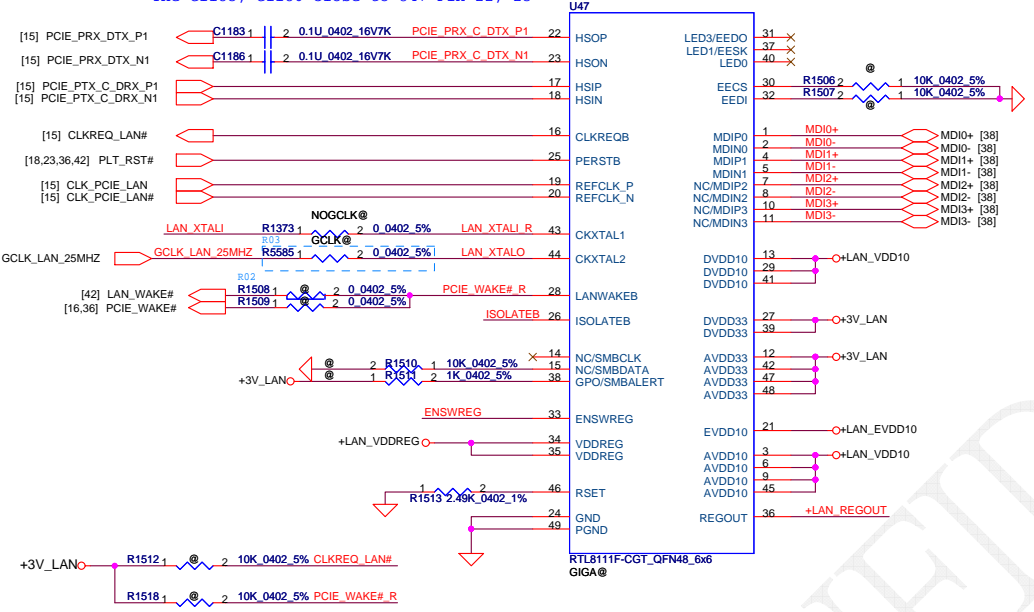 U47
[15] PCIE_PRX_DTX_P1 C1183 1 2 0.1U_0402_16V7K PCIE_PRX_C_DTX_P1 22 HSOP
[15] PCIE_PRX_DTX_N1 C1186 1 2 0.1U_0402_16V7K PCIE_PRX_C_DTX_N1 23 HSON
[15] PCIE_PTX_C_DRX_P1 17 HSIP
[15] PCIE_PTX_C_DRX_N1 18 HSIN
[15] CLKREQ_LAN# 16 CLKREQB
[18,23,36,42] PLT_RST# 25 PERSTB
[15] CLK_PCIE_LAN 19 REFCLK_P
[15] CLK_PCIE_LAN# 20 REFCLK_N
NOGCLK@
LAN_XTALI R1373 1 2 0_0402_5% LAN_XTALI_R 43 CKXTAL1
R03 GCLK@
GCLK_LAN_25MHZ GCLK_LAN_25MHZ R5585 1 2 0_0402_5% LAN_XTALO 44 CKXTAL2
R02
@
[42] LAN_WAKE# R1508 1 2 0_0402_5% PCIE_WAKE#_R 28 LANWAKEB
@
[16,36] PCIE_WAKE# R1509 1 2 0_0402_5%
ISOLATEB 26 ISOLATEB
14 NC/SMBCLK
@ 2 R1510 1 10K_0402_5% 15 NC/SMBDATA
+3V_LAN @ 1 R1511 2 1K_0402_5% 38 GPO/SMBALERT
ENSWREG 33 ENSWREG
+LAN_VDDREG 34 VDDREG
35 VDDREG
1 2 46 RSET
R1513 2.49K_0402_1%
24 GND
49 PGND
LED3/EEDO 31
LED1/EESK 37
LED0 40
@
EECS 30 R1506 2 1 10K_0402_5%
EEDI 32 R1507 2 1 10K_0402_5%
@
MDIP0 1 MDI0+ MDI0+ [38]
MDIN0 2 MDI0- MDI0- [38]
MDIP1 4 MDI1+ MDI1+ [38]
MDIN1 5 MDI1- MDI1- [38]
NC/MDIP2 7 MDI2+ MDI2+ [38]
NC/MDIN2 8 MDI2- MDI2- [38]
NC/MDIP3 10 MDI3+ MDI3+ [38]
NC/MDIN3 11 MDI3- MDI3- [38]
DVDD10 13 +LAN_VDD10
DVDD10 29
DVDD10 41
DVDD33 27 +3V_LAN
DVDD33 39
AVDD33 12 +3V_LAN
AVDD33 42
AVDD33 47
AVDD33 48
EVDD10 21 +LAN_EVDD10
AVDD10 3 +LAN_VDD10
AVDD10 6
AVDD10 9
AVDD10 45
REGOUT 36 +LAN_REGOUT
RTL8111F-CGT_QFN48_6x6
GIGA@
+3V_LAN R1512 1 @ 2 10K_0402_5% CLKREQ_LAN#
R1518 1 @ 2 10K_0402_5% PCIE_WAKE#_R